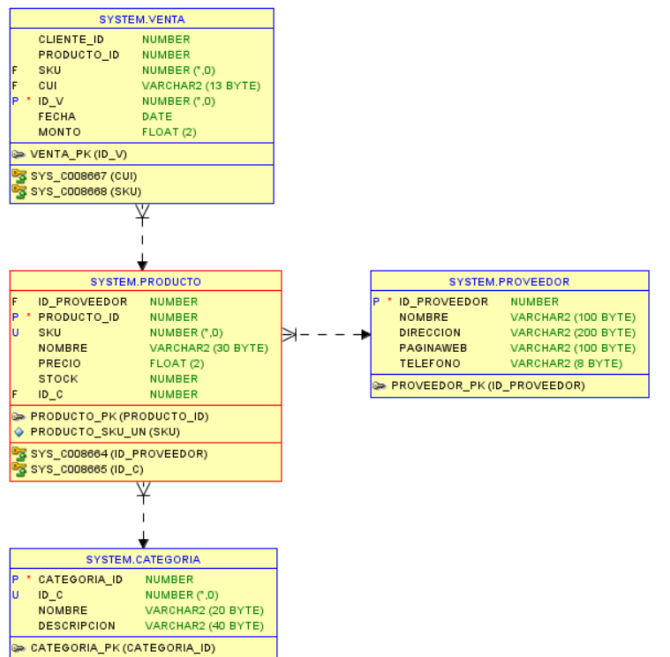 SYSTEM.VENTA
CLIENTE_ID NUMBER
PRODUCTO_ID NUMBER
F SKU NUMBER (*,0)
F CUI VARCHAR2 (13 BYTE)
P * ID_V NUMBER (*,0)
FECHA DATE
MONTO FLOAT (2)
VENTA_PK (ID_V)
SYS_C008667 (CUI)
SYS_C008668 (SKU)
SYSTEM.PRODUCTO
F ID_PROVEEDOR NUMBER
P * PRODUCTO_ID NUMBER
U SKU NUMBER (*,0)
NOMBRE VARCHAR2 (30 BYTE)
PRECIO FLOAT (2)
STOCK NUMBER
F ID_C NUMBER
PRODUCTO_PK (PRODUCTO_ID)
PRODUCTO_SKU_UN (SKU)
SYS_C008664 (ID_PROVEEDOR)
SYS_C008665 (ID_C)
SYSTEM.PROVEEDOR
P * ID_PROVEEDOR NUMBER
NOMBRE VARCHAR2 (100 BYTE)
DIRECCION VARCHAR2 (200 BYTE)
PAGINAWEB VARCHAR2 (100 BYTE)
TELEFONO VARCHAR2 (8 BYTE)
PROVEEDOR_PK (ID_PROVEEDOR)
SYSTEM.CATEGORIA
P * CATEGORIA_ID NUMBER
U ID_C NUMBER (*,0)
NOMBRE VARCHAR2 (20 BYTE)
DESCRIPCION VARCHAR2 (40 BYTE)
CATEGORIA_PK (CATEGORIA_ID)